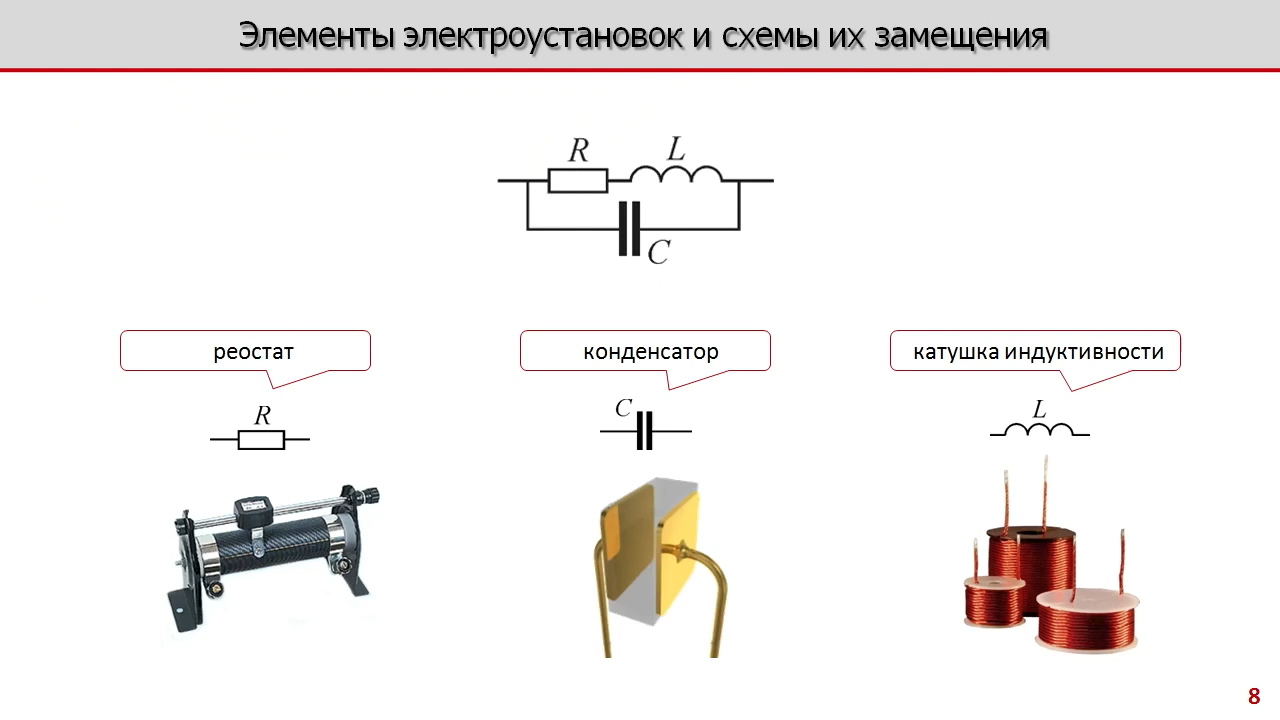 Элементы электроустановок и схемы их замещения
R
L
C
реостат
конденсатор
катушка индуктивности
R
C
L
8